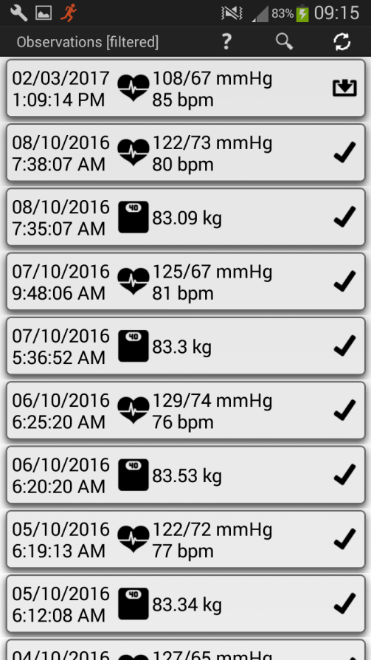 83% 09:15
Observations [filtered] ?
02/03/2017 108/67 mmHg
1:09:14 PM 85 bpm
08/10/2016 122/73 mmHg
7:38:07 AM 80 bpm
08/10/2016 40 83.09 kg
7:35:07 AM
07/10/2016 125/67 mmHg
9:48:06 AM 81 bpm
07/10/2016 40 83.3 kg
5:36:52 AM
06/10/2016 129/74 mmHg
6:25:20 AM 76 bpm
06/10/2016 40 83.53 kg
6:20:20 AM
05/10/2016 122/72 mmHg
6:19:13 AM 77 bpm
05/10/2016 40 83.34 kg
6:12:08 AM
04/10/2016 127/65 mmHg